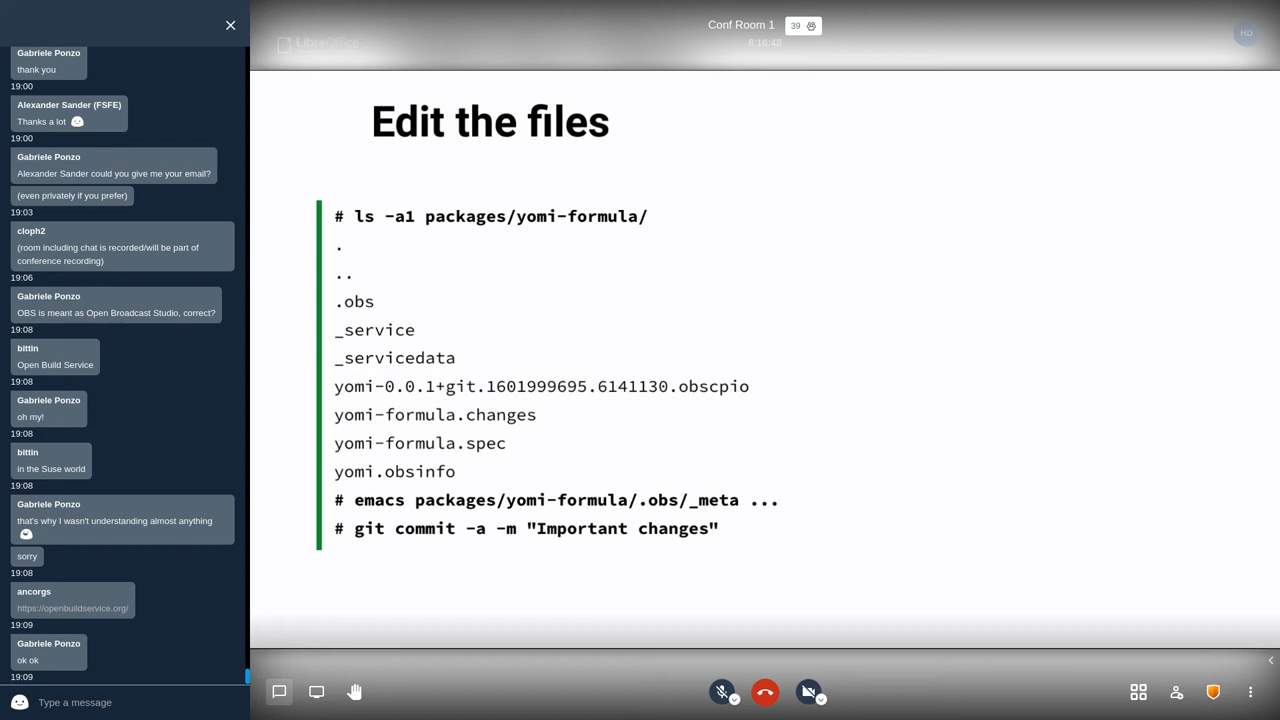 Gabriele Ponzo
thank you
19:00
Alexander Sander (FSFE)
Thanks a lot
19:00
Gabriele Ponzo
Alexander Sander could you give me your email?
(even privately if you prefer)
19:03
cloph2
(room including chat is recorded/will be part of
conference recording)
19:06
Gabriele Ponzo
OBS is meant as Open Broadcast Studio, correct?
19:08
bittin
Open Build Service
19:08
Gabriele Ponzo
oh my!
19:08
bittin
in the Suse world
19:08
Gabriele Ponzo
that's why I wasn't understanding almost anything
sorry
19:08
ancorgs
https://openbuildservice.org/
19:09
Gabriele Ponzo
ok ok
19:09
Type a message
LibreOffice
Conf Room 1
39
8:16:48
HD
Edit the files
# ls -a1 packages/yomi-formula/
.
..
.obs
_service
_servicedata
yomi-0.0.1+git.1601999695.6141130.obscpio
yomi-formula.changes
yomi-formula.spec
yomi.obsinfo
# emacs packages/yomi-formula/.obs/_meta ...
# git commit -a -m "Important changes"